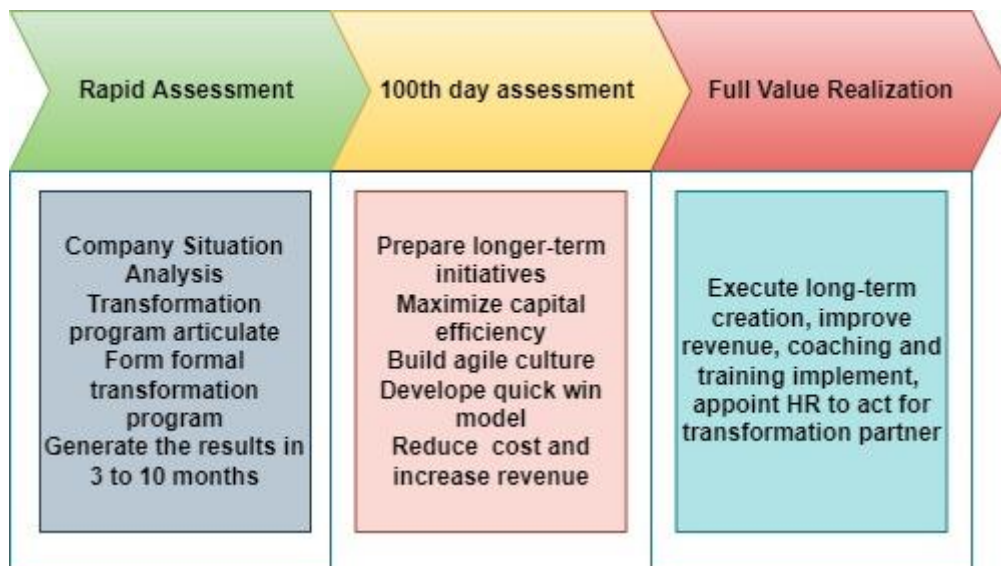 Rapid Assessment
100th day assessment
Full Value Realization
Company Situation
Analysis
Transformation
program articulate
Form formal
transformation
program
Generate the results in
3 to 10 months
Prepare longer-term
initiatives
Maximize capital
efficiency
Build agile culture
Develope quick win
model
Reduce cost and
increase revenue
Execute long-term
creation, improve
revenue, coaching and
training implement,
appoint HR to act for
transformation partner